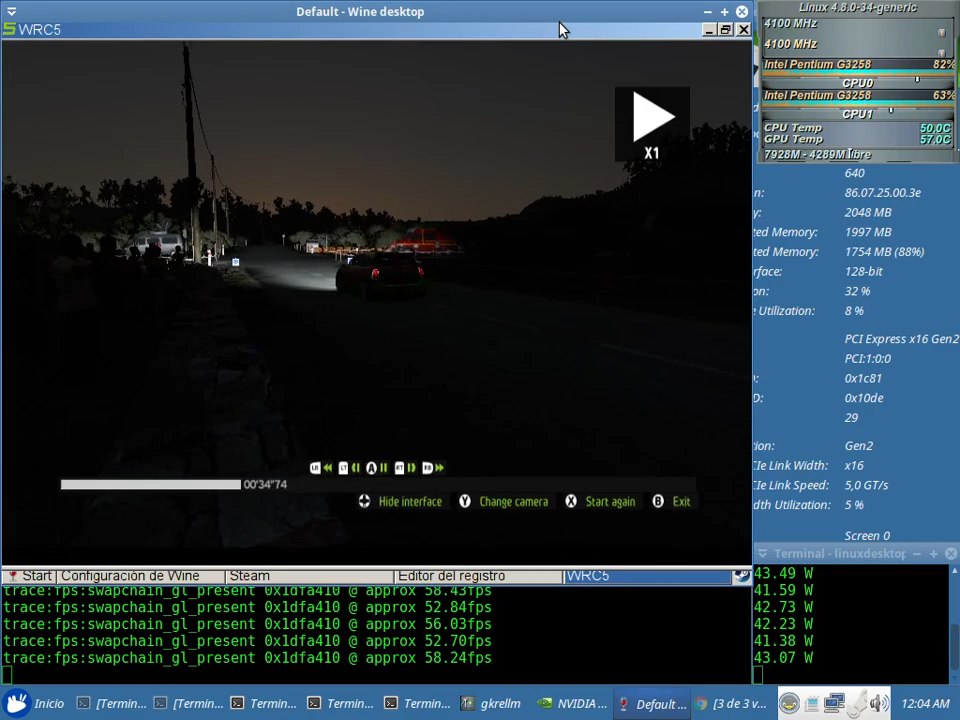 Default - Wine desktop
WRC5
X1
00'34"74
Hide interface
Y Change camera
X Start again
B Exit
Start
Configuración de Wine
Steam
Editor del registro
WRC5
trace:fps:swapchain_gl_present 0x1dfa410 @ approx 58.43fps
trace:fps:swapchain_gl_present 0x1dfa410 @ approx 52.84fps
trace:fps:swapchain_gl_present 0x1dfa410 @ approx 56.03fps
trace:fps:swapchain_gl_present 0x1dfa410 @ approx 52.70fps
trace:fps:swapchain_gl_present 0x1dfa410 @ approx 58.24fps
Linux 4.8.0-34-generic
4100 MHz
4100 MHz
Intel Pentium G3258 82%
CPU0
Intel Pentium G3258 63%
CPU1
CPU Temp 50.0C
GPU Temp 57.0C
7928M - 4289M libre
640
n: 86.07.25.00.3e
y: 2048 MB
ted Memory: 1997 MB
ted Memory: 1754 MB (88%)
rface: 128-bit
on: 32 %
e Utilization: 8 %
PCI Express x16 Gen2
PCI:1:0:0
D: 0x1c81
D: 0x10de
29
ion: Gen2
CIe Link Width: x16
CIe Link Speed: 5,0 GT/s
dth Utilization: 5 %
Screen 0
Terminal - linuxdesktop
43.49 W
41.59 W
42.73 W
42.23 W
41.38 W
43.07 W
Inicio
[Termin...
[Termin...
Termin...
Termin...
Termin...
gkrellm
NVIDIA ...
Default ...
[3 de 3 v...
12:04 AM